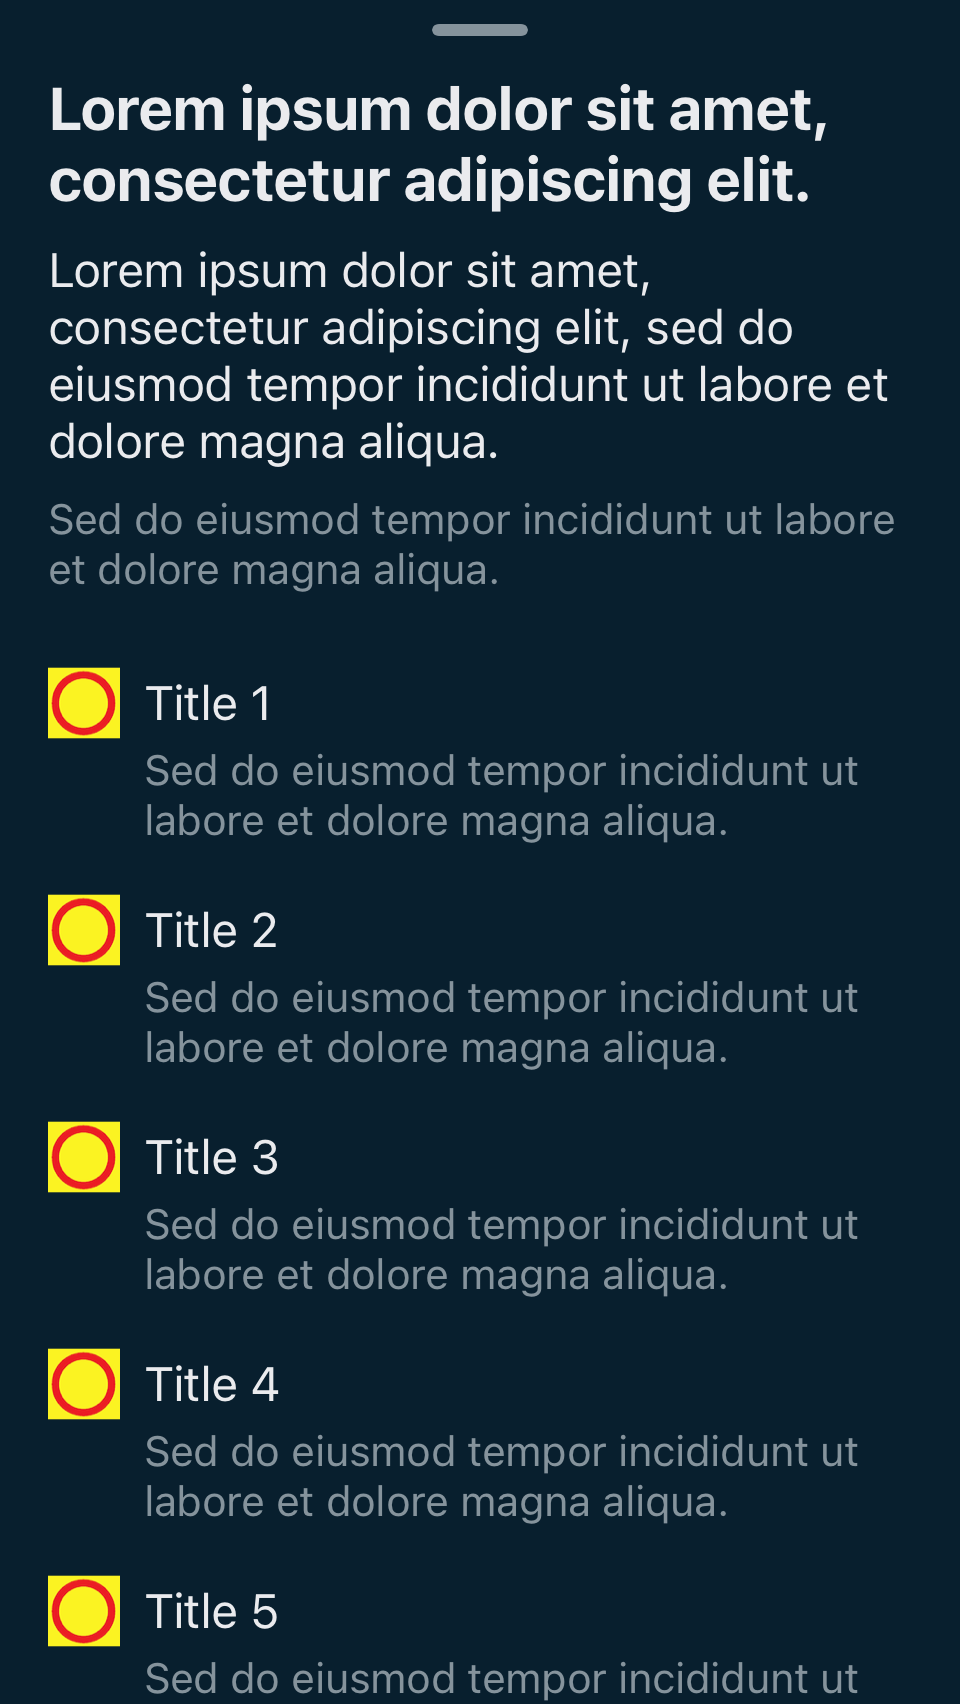 Lorem ipsum dolor sit amet,
consectetur adipiscing elit.
Lorem ipsum dolor sit amet,
consectetur adipiscing elit, sed do
eiusmod tempor incididunt ut labore et
dolore magna aliqua.
Sed do eiusmod tempor incididunt ut labore
et dolore magna aliqua.
Title 1
Sed do eiusmod tempor incididunt ut
labore et dolore magna aliqua.
Title 2
Sed do eiusmod tempor incididunt ut
labore et dolore magna aliqua.
Title 3
Sed do eiusmod tempor incididunt ut
labore et dolore magna aliqua.
Title 4
Sed do eiusmod tempor incididunt ut
labore et dolore magna aliqua.
Title 5
Sed do eiusmod tempor incididunt ut